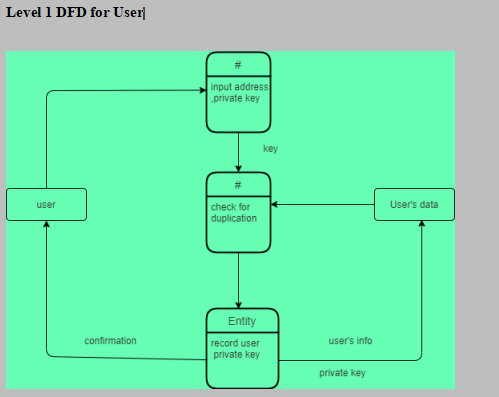 Level 1 DFD for User
#
input address
,private key
key
#
check for
duplication
user
User's data
Entity
record user
private key
confirmation
user's info
private key